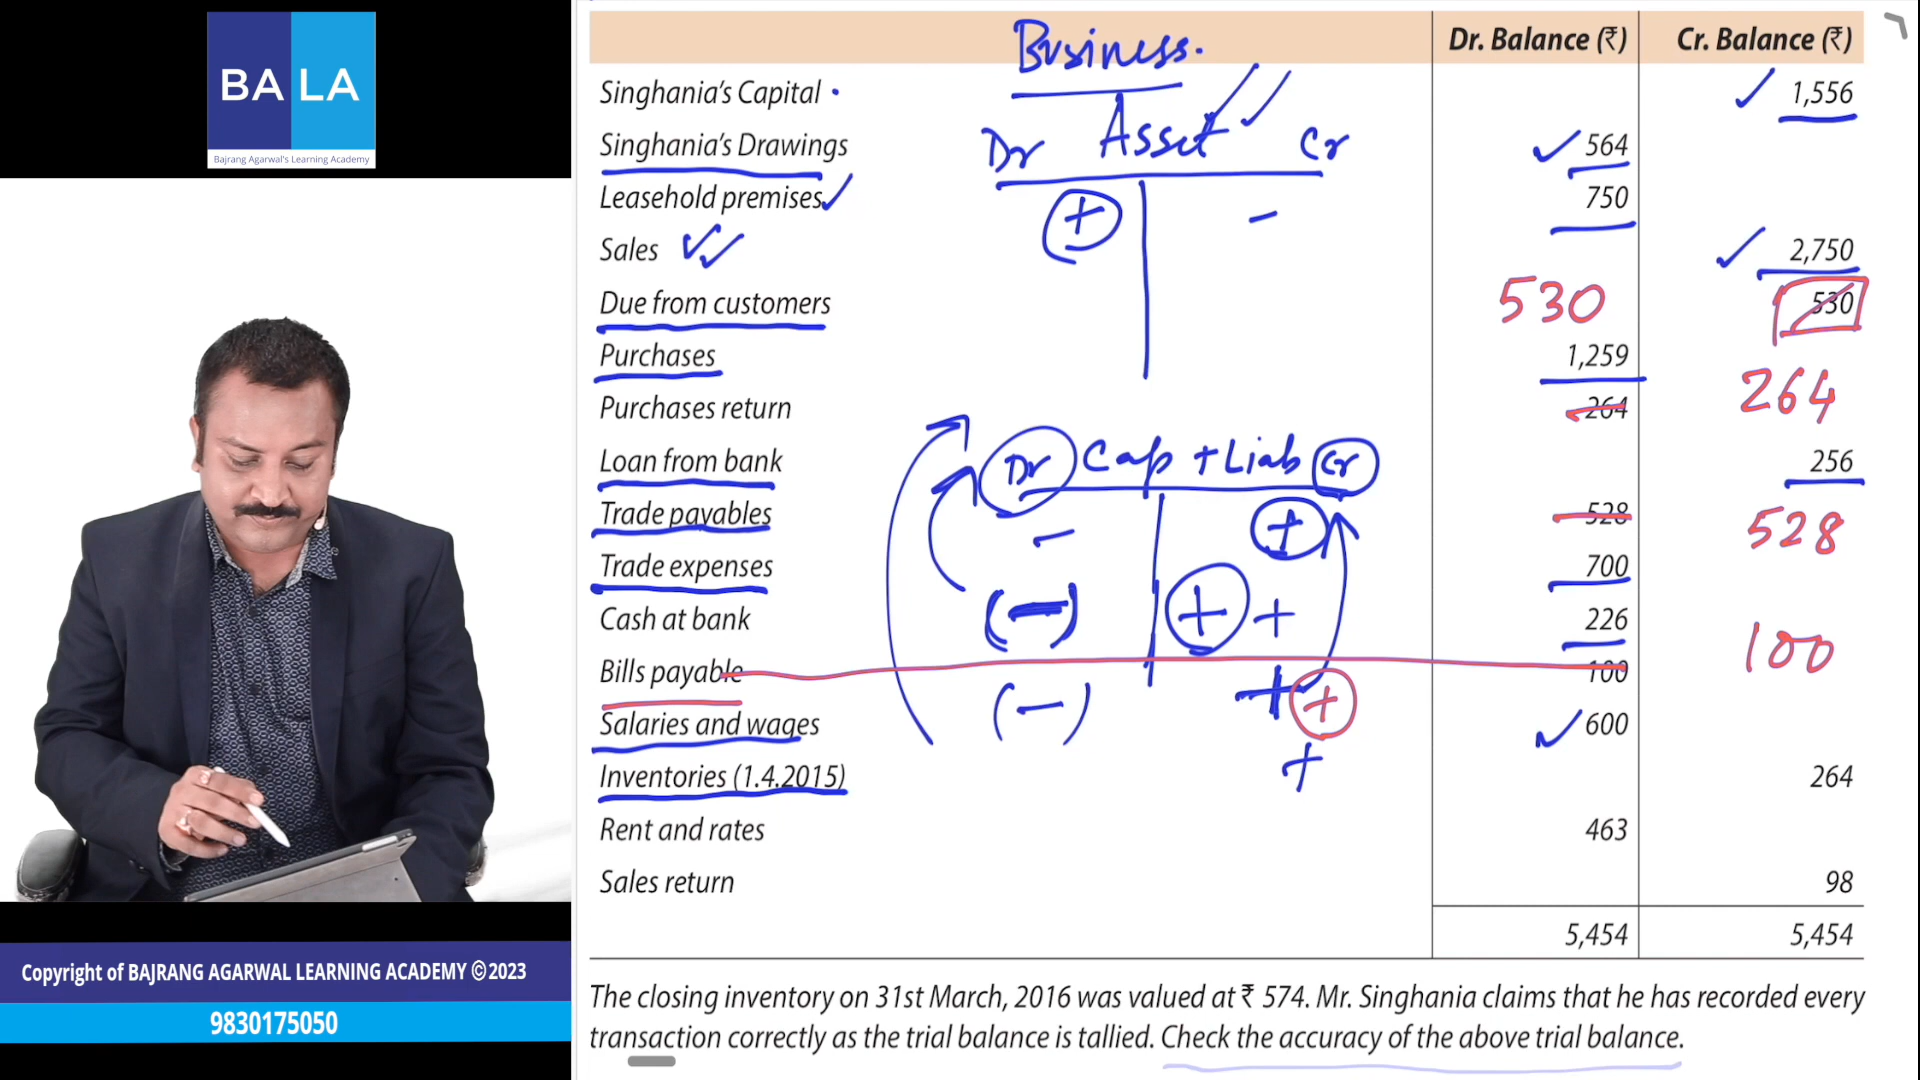 BA LA
Bajrang Agarwal's Learning Academy
Copyright of BAJRANG AGARWAL LEARNING ACADEMY ©2023
9830175050
Dr. Balance (₹) Cr. Balance (₹)
Business.
Singhania's Capital 1,556
Dr Asset Cr
Singhania's Drawings 564
Leasehold premises 750
+ -
Sales 2,750
Due from customers 530 530
Purchases 1,259
Purchases return 264 264
Dr Cap + Liab Cr
Loan from bank 256
Trade payables 528 528
- +
Trade expenses 700
Cash at bank 226
(-) + +
Bills payable 100 100
(-) + +
Salaries and wages 600
+
Inventories (1.4.2015) 264
Rent and rates 463
Sales return 98
5,454 5,454
The closing inventory on 31st March, 2016 was valued at ₹ 574. Mr. Singhania claims that he has recorded every
transaction correctly as the trial balance is tallied. Check the accuracy of the above trial balance.